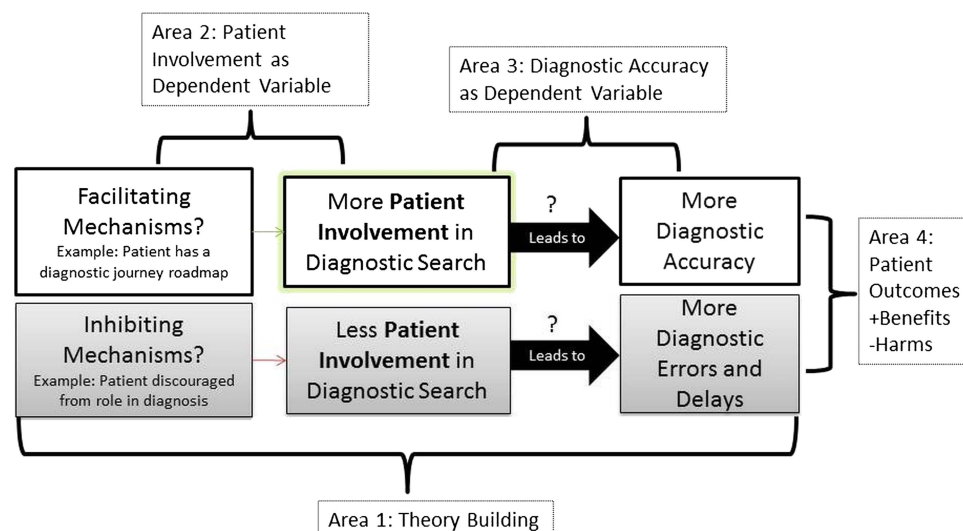 Area 2: Patient
Involvement as
Dependent Variable
Area 3: Diagnostic Accuracy
as Dependent Variable
Facilitating
Mechanisms?
Example: Patient has a
diagnostic journey roadmap
More Patient
Involvement in
Diagnostic Search
?
Leads to
More
Diagnostic
Accuracy
Area 4:
Patient
Outcomes
+Benefits
-Harms
Inhibiting
Mechanisms?
Example: Patient discouraged
from role in diagnosis
Less Patient
Involvement in
Diagnostic Search
?
Leads to
More
Diagnostic
Errors and
Delays
Area 1: Theory Building